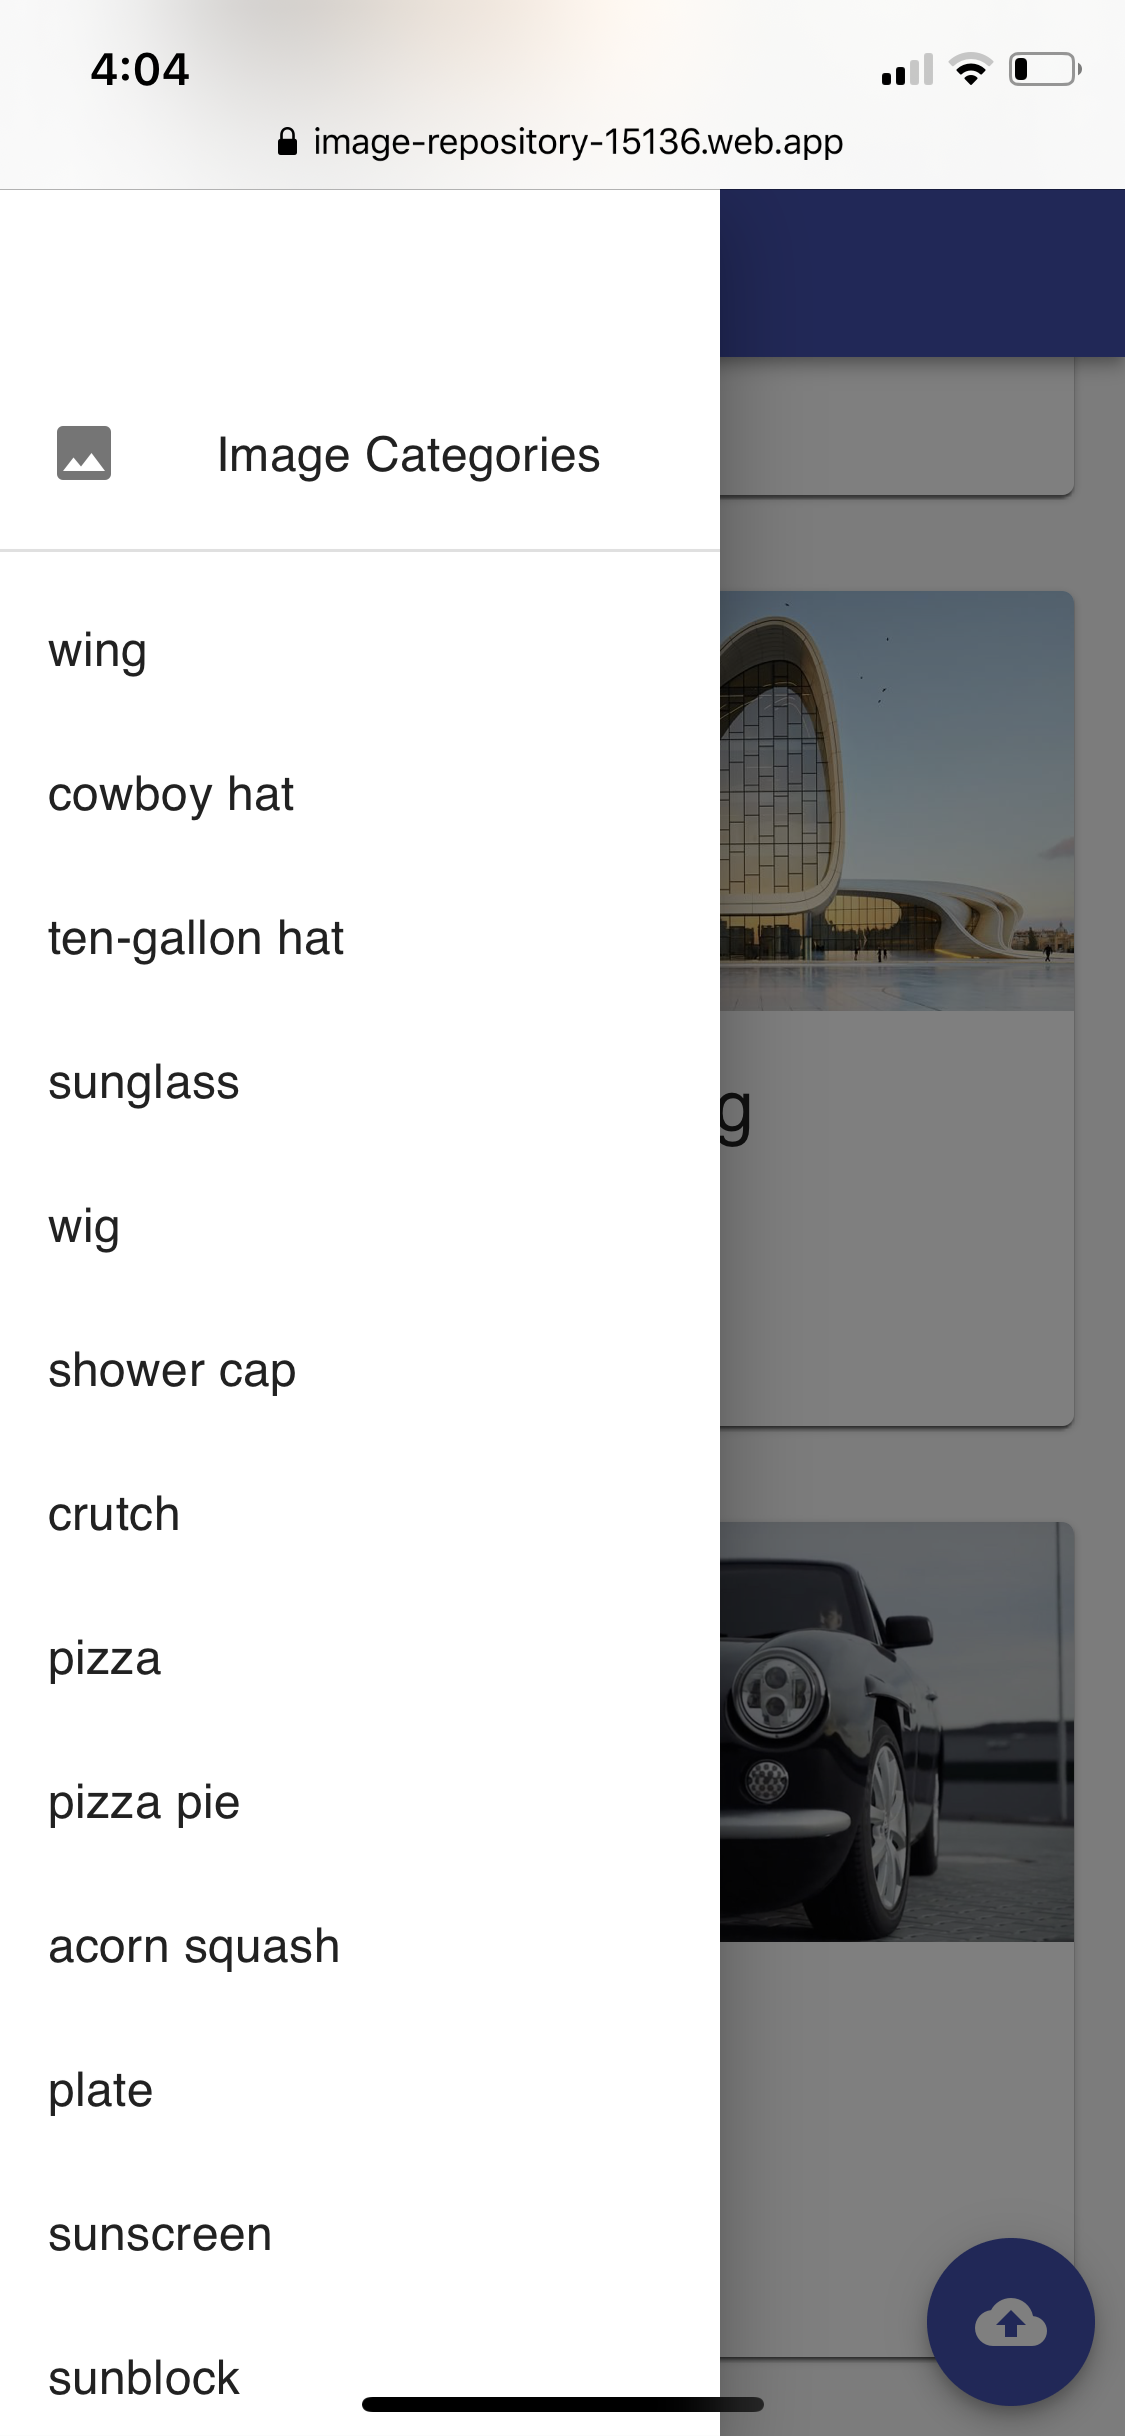 4:04
image-repository-15136.web.app
Image Categories
wing
cowboy hat
ten-gallon hat
sunglass
g
wig
shower cap
crutch
pizza
pizza pie
acorn squash
plate
sunscreen
sunblock